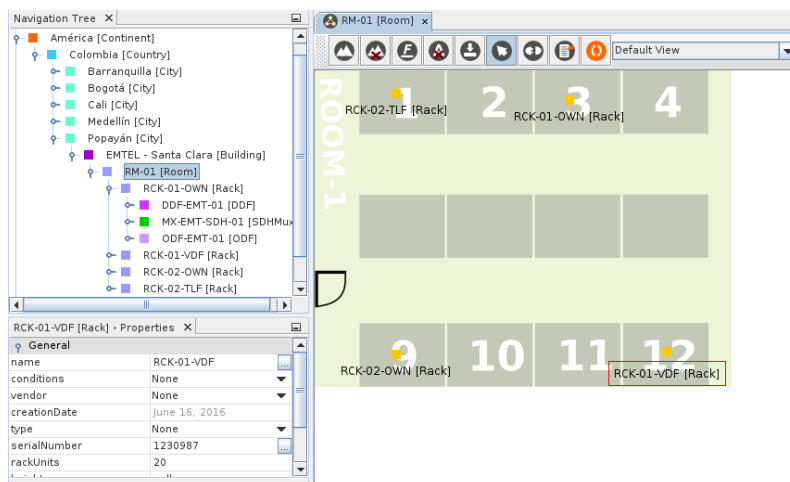 Navigation Tree
América [Continent]
Colombia [Country]
Barranquilla [City]
Bogotá [City]
Cali [City]
Medellín [City]
Popayán [City]
EMTEL - Santa Clara [Building]
RM-01 [Room]
RCK-01-OWN [Rack]
DDF-EMT-01 [DDF]
MX-EMT-SDH-01 [SDHMux
ODF-EMT-01 [ODF]
RCK-01-VDF [Rack]
RCK-02-OWN [Rack]
RCK-02-TLF [Rack]
RCK-01-VDF [Rack] - Properties
General
name RCK-01-VDF ...
conditions None
vendor None
creationDate June 16, 2016
type None
serialNumber 1230987 ...
rackUnits 20
RM-01 [Room]
Default View
ROOM-1
1 2 3 4
RCK-02-TLF [Rack]
RCK-01-OWN [Rack]
9 10 11 12
RCK-02-OWN [Rack]
RCK-01-VDF [Rack]